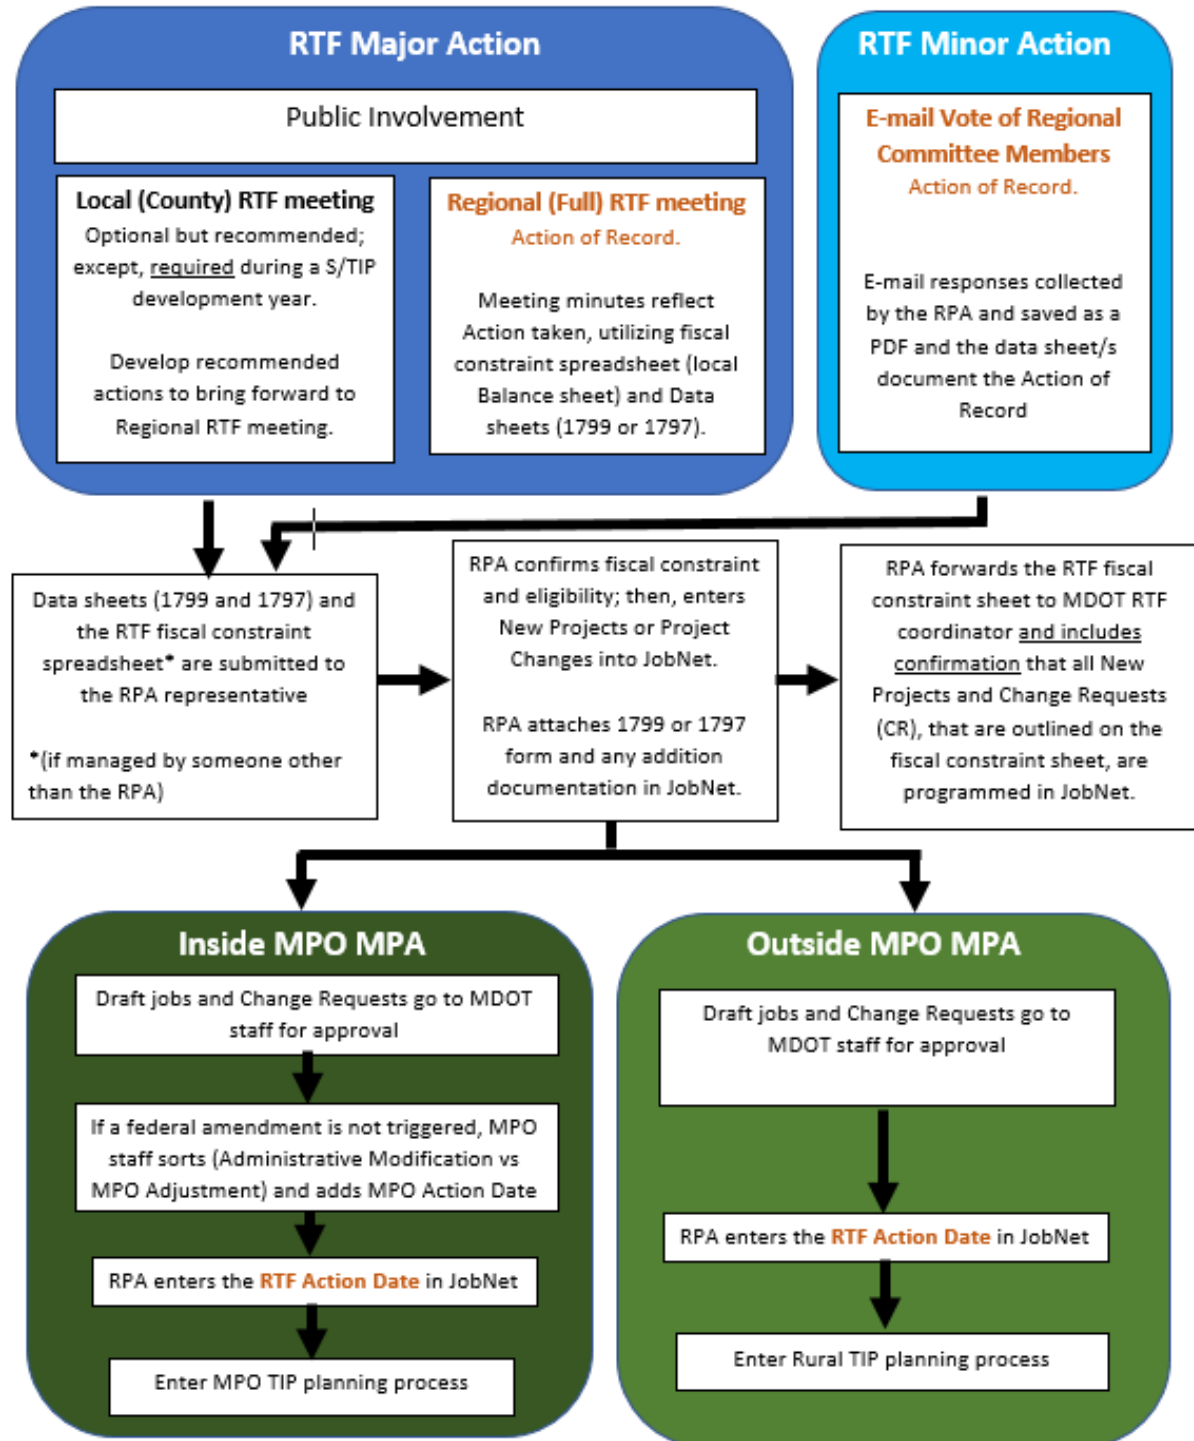 RTF Major Action
Public Involvement
Local (County) RTF meeting
Optional but recommended;
except, required during a S/TIP
development year.
Develop recommended
actions to bring forward to
Regional RTF meeting.
Regional (Full) RTF meeting
Action of Record.
Meeting minutes reflect
Action taken, utilizing fiscal
constraint spreadsheet (local
Balance sheet) and Data
sheets (1799 or 1797).
RTF Minor Action
E-mail Vote of Regional
Committee Members
Action of Record.
E-mail responses collected
by the RPA and saved as a
PDF and the data sheet/s
document the Action of
Record
Data sheets (1799 and 1797) and
the RTF fiscal constraint
spreadsheet* are submitted to
the RPA representative
*(if managed by someone other
than the RPA)
RPA confirms fiscal constraint
and eligibility; then, enters
New Projects or Project
Changes into JobNet.
RPA attaches 1799 or 1797
form and any addition
documentation in JobNet.
RPA forwards the RTF fiscal
constraint sheet to MDOT RTF
coordinator and includes
confirmation that all New
Projects and Change Requests
(CR), that are outlined on the
fiscal constraint sheet, are
programmed in JobNet.
Inside MPO MPA
Draft jobs and Change Requests go to MDOT
staff for approval
If a federal amendment is not triggered, MPO
staff sorts (Administrative Modification vs
MPO Adjustment) and adds MPO Action Date
RPA enters the RTF Action Date in JobNet
Enter MPO TIP planning process
Outside MPO MPA
Draft jobs and Change Requests go to
MDOT staff for approval
RPA enters the RTF Action Date in JobNet
Enter Rural TIP planning process